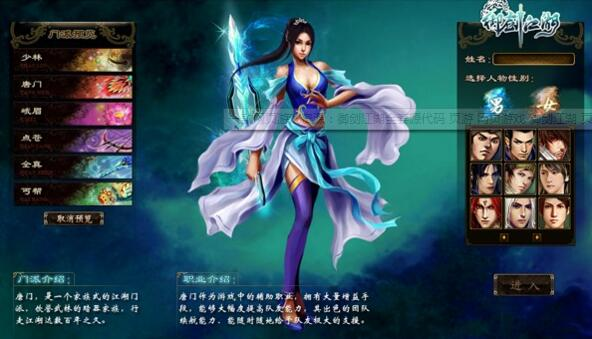 门派预览
少林
唐门
峨眉
点苍
全真
丐帮
取消预览
御剑江湖
姓名：
选择人物性别：
男 女
进 入
门派介绍：
唐门，是一个家族式的江湖门
派，饮誉武林的暗器家族，行
走江湖达数百年之久。
职业介绍：
唐门作为游戏中的辅助职业，拥有大量增益手
段，能够大幅度提高队友能力，其出色的团队
续航能力，能随时随地给予队友极大的支援。